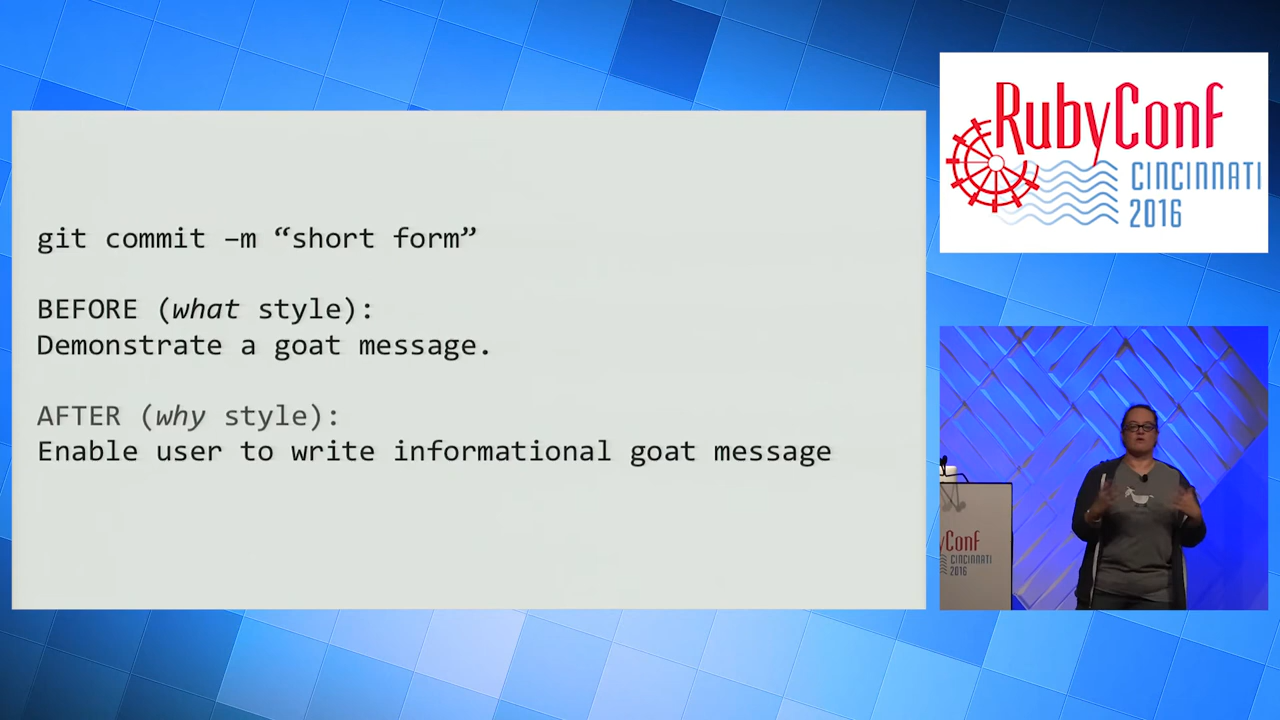 git commit –m “short form”
BEFORE (what style):
Demonstrate a goat message.
AFTER (why style):
Enable user to write informational goat message
RubyConf
CINCINNATI
2016
yConf
CINCINNATI
2016